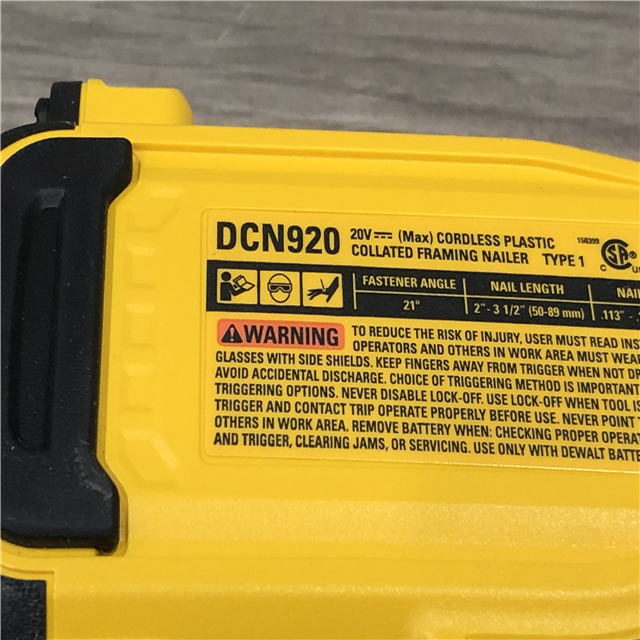 DCN920 20V (Max) CORDLESS PLASTIC
COLLATED FRAMING NAILER TYPE 1
150399
C SA US
FASTENER ANGLE NAIL LENGTH NAI
21° 2"- 3 1/2" (50-89 mm) .113"-
WARNING TO REDUCE THE RISK OF INJURY, USER MUST READ INS
OPERATORS AND OTHERS IN WORK AREA MUST WEA
GLASSES WITH SIDE SHIELDS. KEEP FINGERS AWAY FROM TRIGGER WHEN NOT DR
AVOID ACCIDENTAL DISCHARGE. CHOICE OF TRIGGERING METHOD IS IMPORTANT
TRIGGERING OPTIONS. NEVER DISABLE LOCK-OFF. USE LOCK-OFF WHEN TOOL IS
TRIGGER AND CONTACT TRIP OPERATE PROPERLY BEFORE USE. NEVER POINT
OTHERS IN WORK AREA. REMOVE BATTERY WHEN: CHECKING PROPER OPERAT
AND TRIGGER, CLEARING JAMS, OR SERVICING. USE ONLY WITH DEWALT BATTE